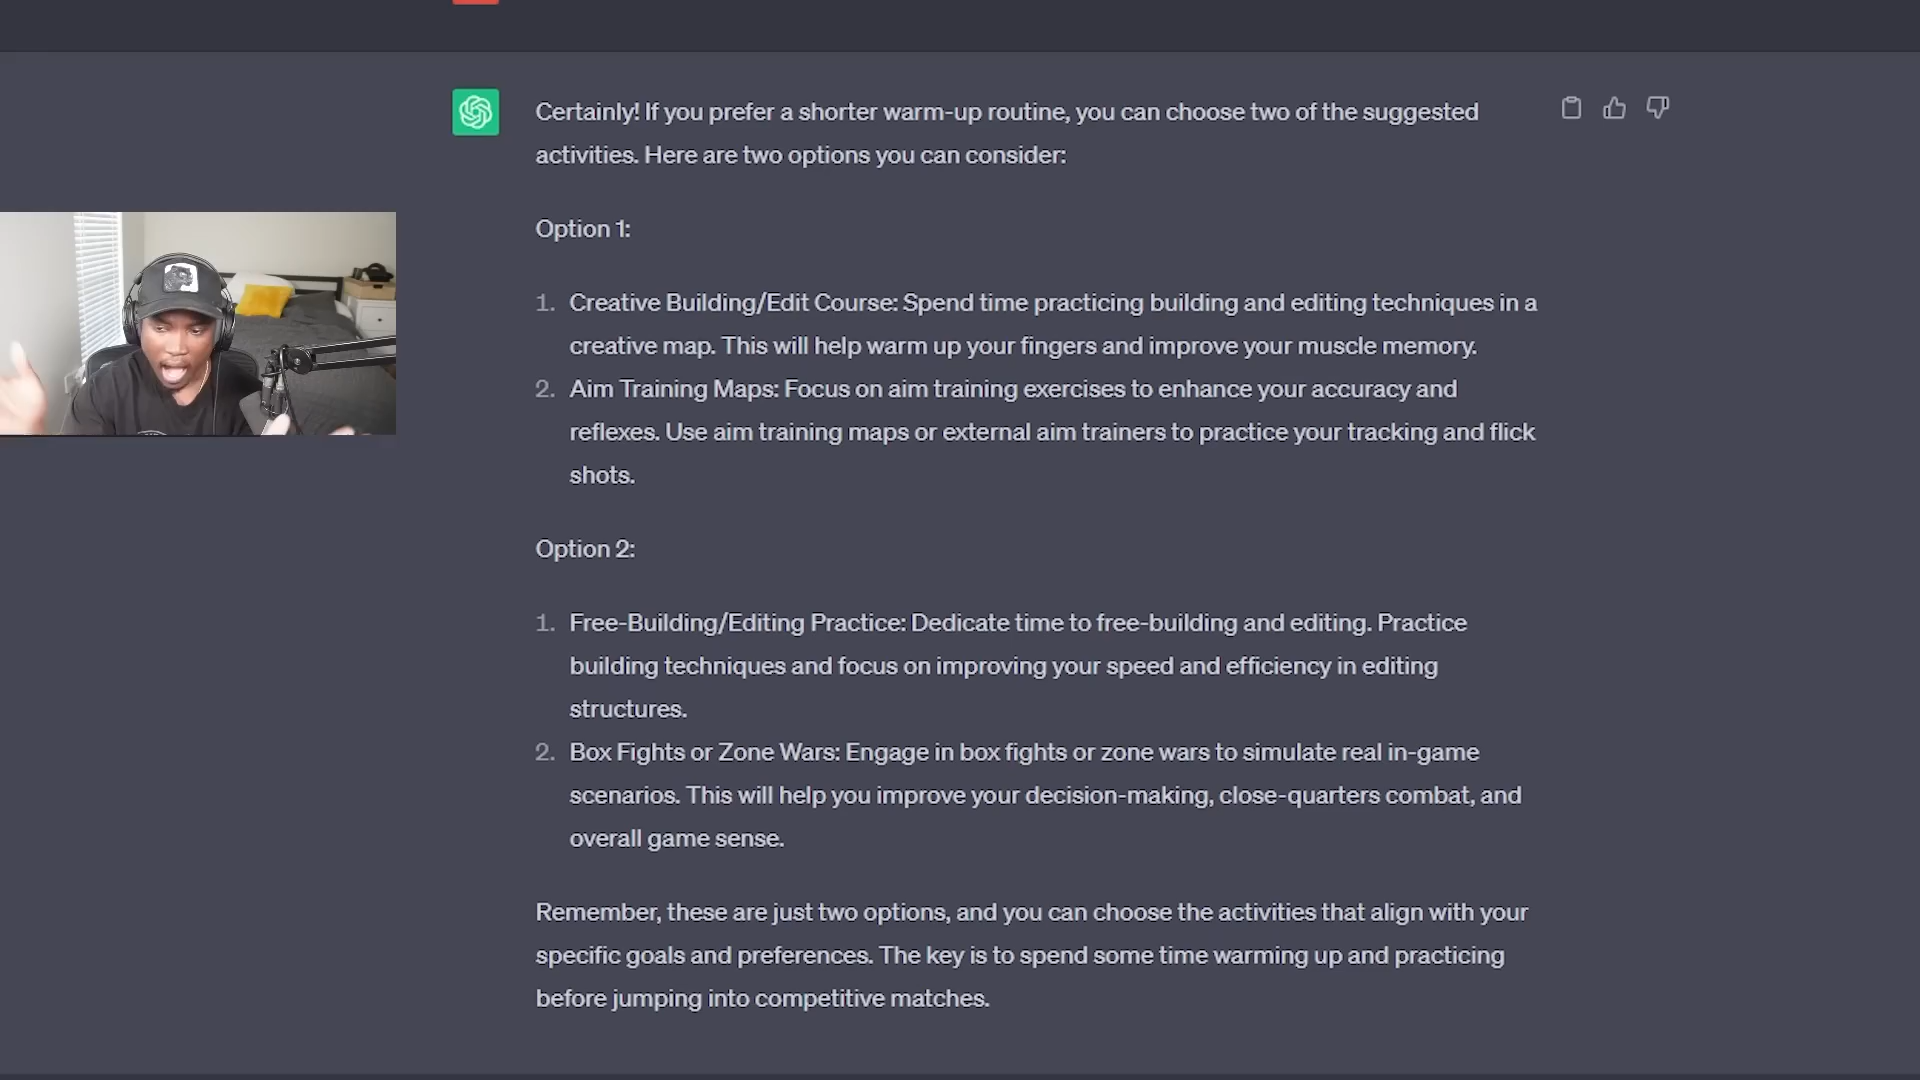 Certainly! If you prefer a shorter warm-up routine, you can choose two of the suggested
activities. Here are two options you can consider:
Option 1:
1. Creative Building/Edit Course: Spend time practicing building and editing techniques in a
creative map. This will help warm up your fingers and improve your muscle memory.
2. Aim Training Maps: Focus on aim training exercises to enhance your accuracy and
reflexes. Use aim training maps or external aim trainers to practice your tracking and flick
shots.
Option 2:
1. Free-Building/Editing Practice: Dedicate time to free-building and editing. Practice
building techniques and focus on improving your speed and efficiency in editing
structures.
2. Box Fights or Zone Wars: Engage in box fights or zone wars to simulate real in-game
scenarios. This will help you improve your decision-making, close-quarters combat, and
overall game sense.
Remember, these are just two options, and you can choose the activities that align with your
specific goals and preferences. The key is to spend some time warming up and practicing
before jumping into competitive matches.